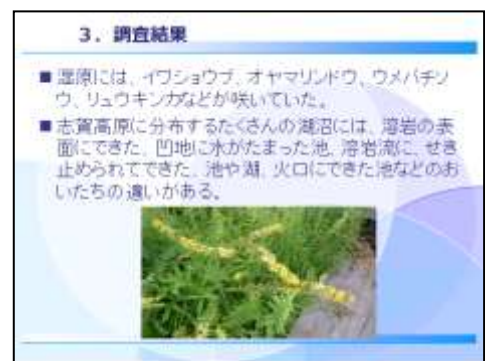 3．調査結果
■ 湿原には、イワショウブ、オヤマリンドウ、ウメバチソ
ウ、リュウキンカなどが咲いていた。
■ 志賀高原に分布するたくさんの湖沼には、溶岩の表
面にできた、凹地に水がたまった池、溶岩流に、せき
止められてできた、池や湖、火口にできた池などのお
いたちの違いがある。